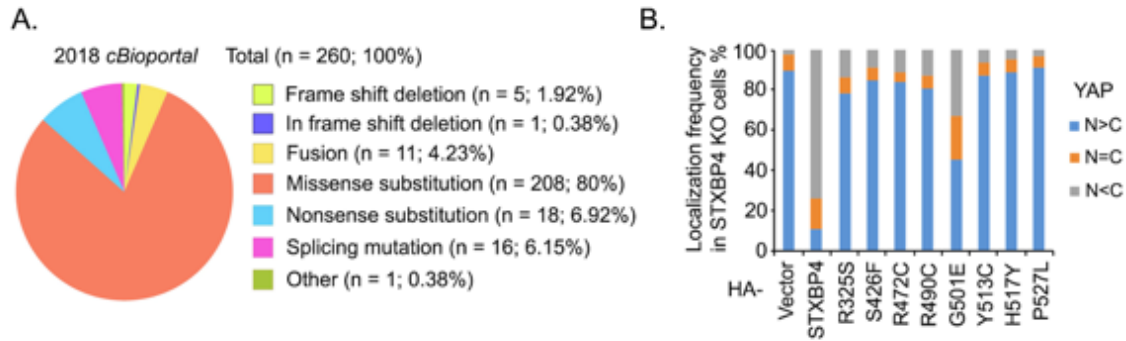 A.
2018 cBioportal Total (n = 260; 100%)
Frame shift deletion (n = 5; 1.92%)
In frame shift deletion (n = 1; 0.38%)
Fusion (n = 11; 4.23%)
Missense substitution (n = 208; 80%)
Nonsense substitution (n = 18; 6.92%)
Splicing mutation (n = 16; 6.15%)
Other (n = 1; 0.38%)
B.
Localization frequency
in STXBP4 KO cells %
100
80
60
40
20
0
HA-
Vector
STXBP4
R325S
S426F
R472C
R490C
G501E
Y513C
H517Y
P527L
YAP
N>C
N=C
N<C